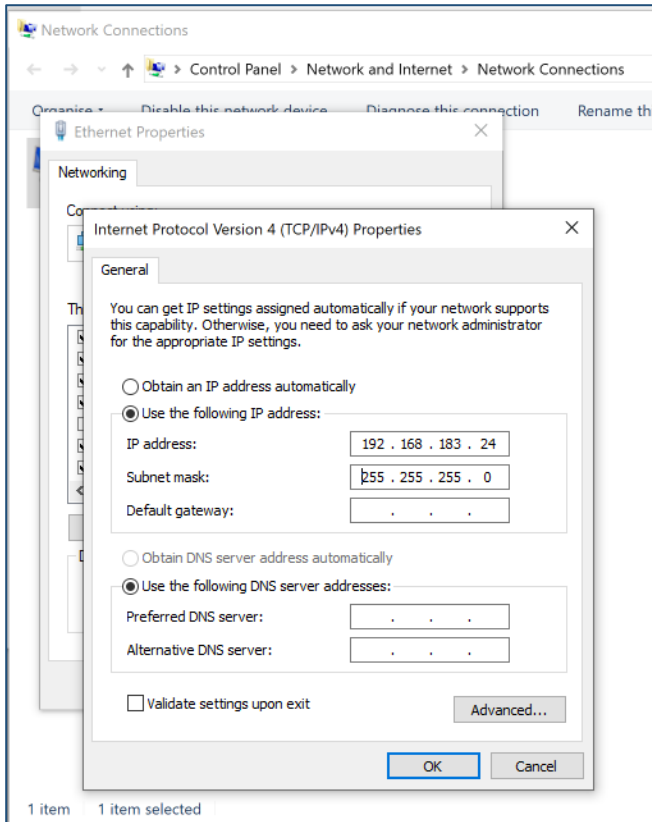 Network Connections
Control Panel > Network and Internet > Network Connections
Organise Disable this network device Diagnose this connection Rename
Ethernet Properties
Networking
Internet Protocol Version 4 (TCP/IPv4) Properties
General
You can get IP settings assigned automatically if your network supports
this capability. Otherwise, you need to ask your network administrator
for the appropriate IP settings.
Obtain an IP address automatically
Use the following IP address:
IP address: 192 . 168 . 183 . 24
Subnet mask: 255 . 255 . 255 . 0
Default gateway: . . .
Obtain DNS server address automatically
Use the following DNS server addresses:
Preferred DNS server: . . .
Alternative DNS server: . . .
Validate settings upon exit
Advanced...
OK Cancel
1 item 1 item selected